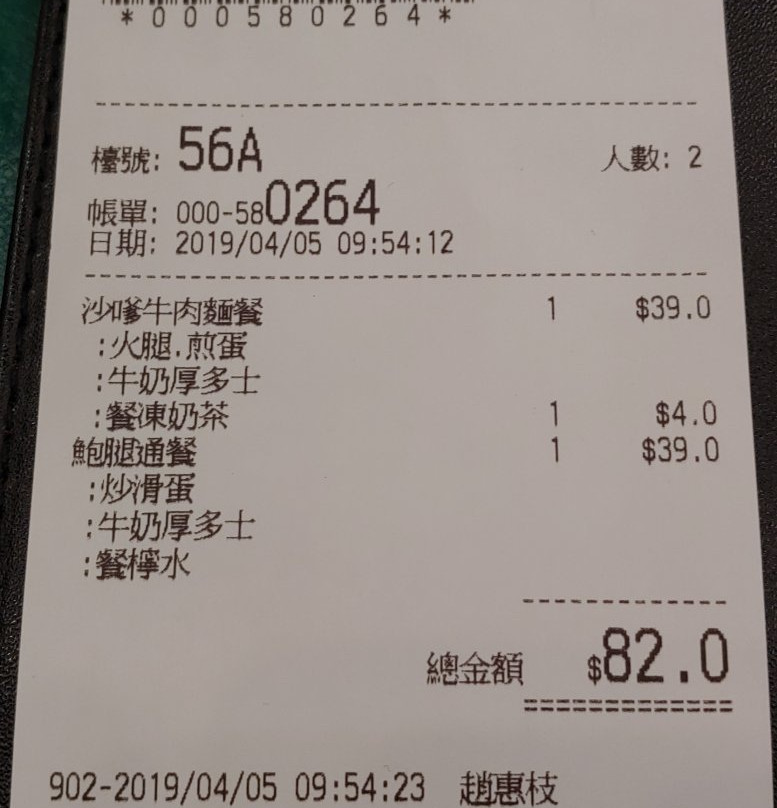 *000580264*
檯號: 56A 人數: 2
帳單: 000-580264
日期: 2019/04/05 09:54:12
沙嗲牛肉麵餐 1 $39.0
:火腿.煎蛋
:牛奶厚多士
:餐凍奶茶 1 $4.0
鮑腿通餐 1 $39.0
:炒滑蛋
:牛奶厚多士
:餐檸水
總金額 $82.0
902-2019/04/05 09:54:23 趙惠枝